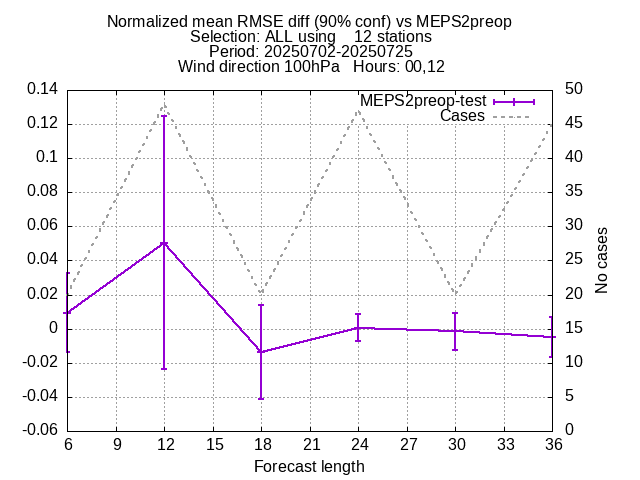 Normalized mean RMSE diff (90% conf) vs MEPS2preop
Selection: ALL using    12 stations
Period: 20250702-20250725
Wind direction 100hPa   Hours: 00,12
MEPS2preop-test
Cases
0.14
0.12
0.1
0.08
0.06
0.04
0.02
0
-0.02
-0.04
-0.06
50
45
40
35
30
25
20
15
10
5
0
No cases
6 9 12 15 18 21 24 27 30 33 36
Forecast length